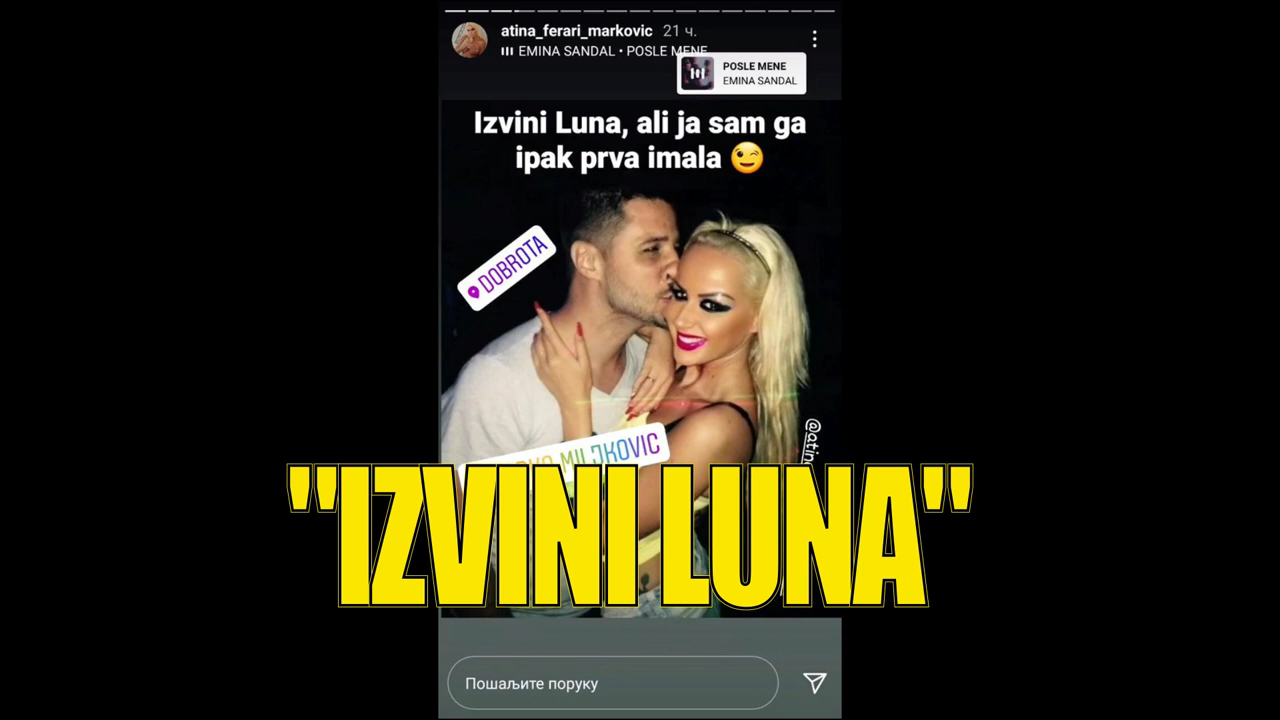 atina_ferari_markovic 21 ч.
EMINA SANDAL • POSLE MENE
POSLE MENE
EMINA SANDAL
Izvini Luna, ali ja sam ga
ipak prva imala 😉
DOBROTA
MILJKOVIC
"IZVINI LUNA"
Пошаљите поруку